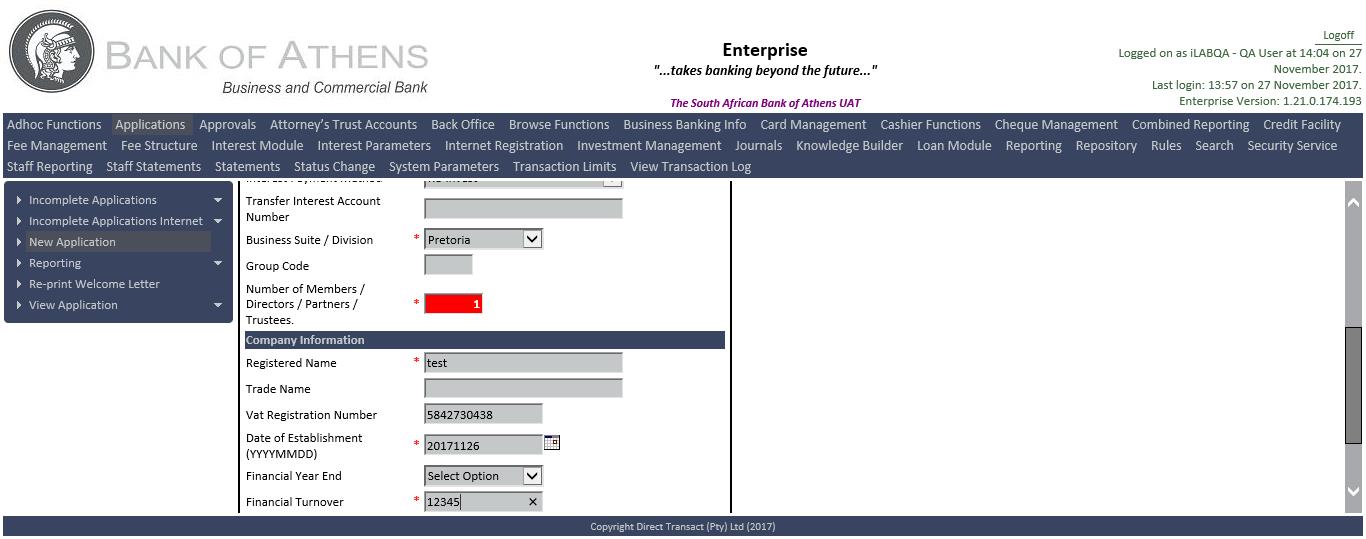 BANK OF ATHENS
Business and Commercial Bank
Enterprise
"...takes banking beyond the future..."
The South African Bank of Athens UAT
Logoff
Logged on as iLABQA - QA User at 14:04 on 27
November 2017.
Last login: 13:57 on 27 November 2017.
Enterprise Version: 1.21.0.174.193
Adhoc Functions Applications Approvals Attorney's Trust Accounts Back Office Browse Functions Business Banking Info Card Management Cashier Functions Cheque Management Combined Reporting Credit Facility
Fee Management Fee Structure Interest Module Interest Parameters Internet Registration Investment Management Journals Knowledge Builder Loan Module Reporting Repository Rules Search Security Service
Staff Reporting Staff Statements Statements Status Change System Parameters Transaction Limits View Transaction Log
Incomplete Applications
Incomplete Applications Internet
New Application
Reporting
Re-print Welcome Letter
View Application
Interest Payment Method
Transfer Interest Account
Number
Business Suite / Division * Pretoria
Group Code
Number of Members /
Directors / Partners / * 1
Trustees.
Company Information
Registered Name * test
Trade Name
Vat Registration Number 5842730438
Date of Establishment
(YYYYMMDD) * 20171126
Financial Year End Select Option
Financial Turnover * 12345
Copyright Direct Transact (Pty) Ltd (2017)